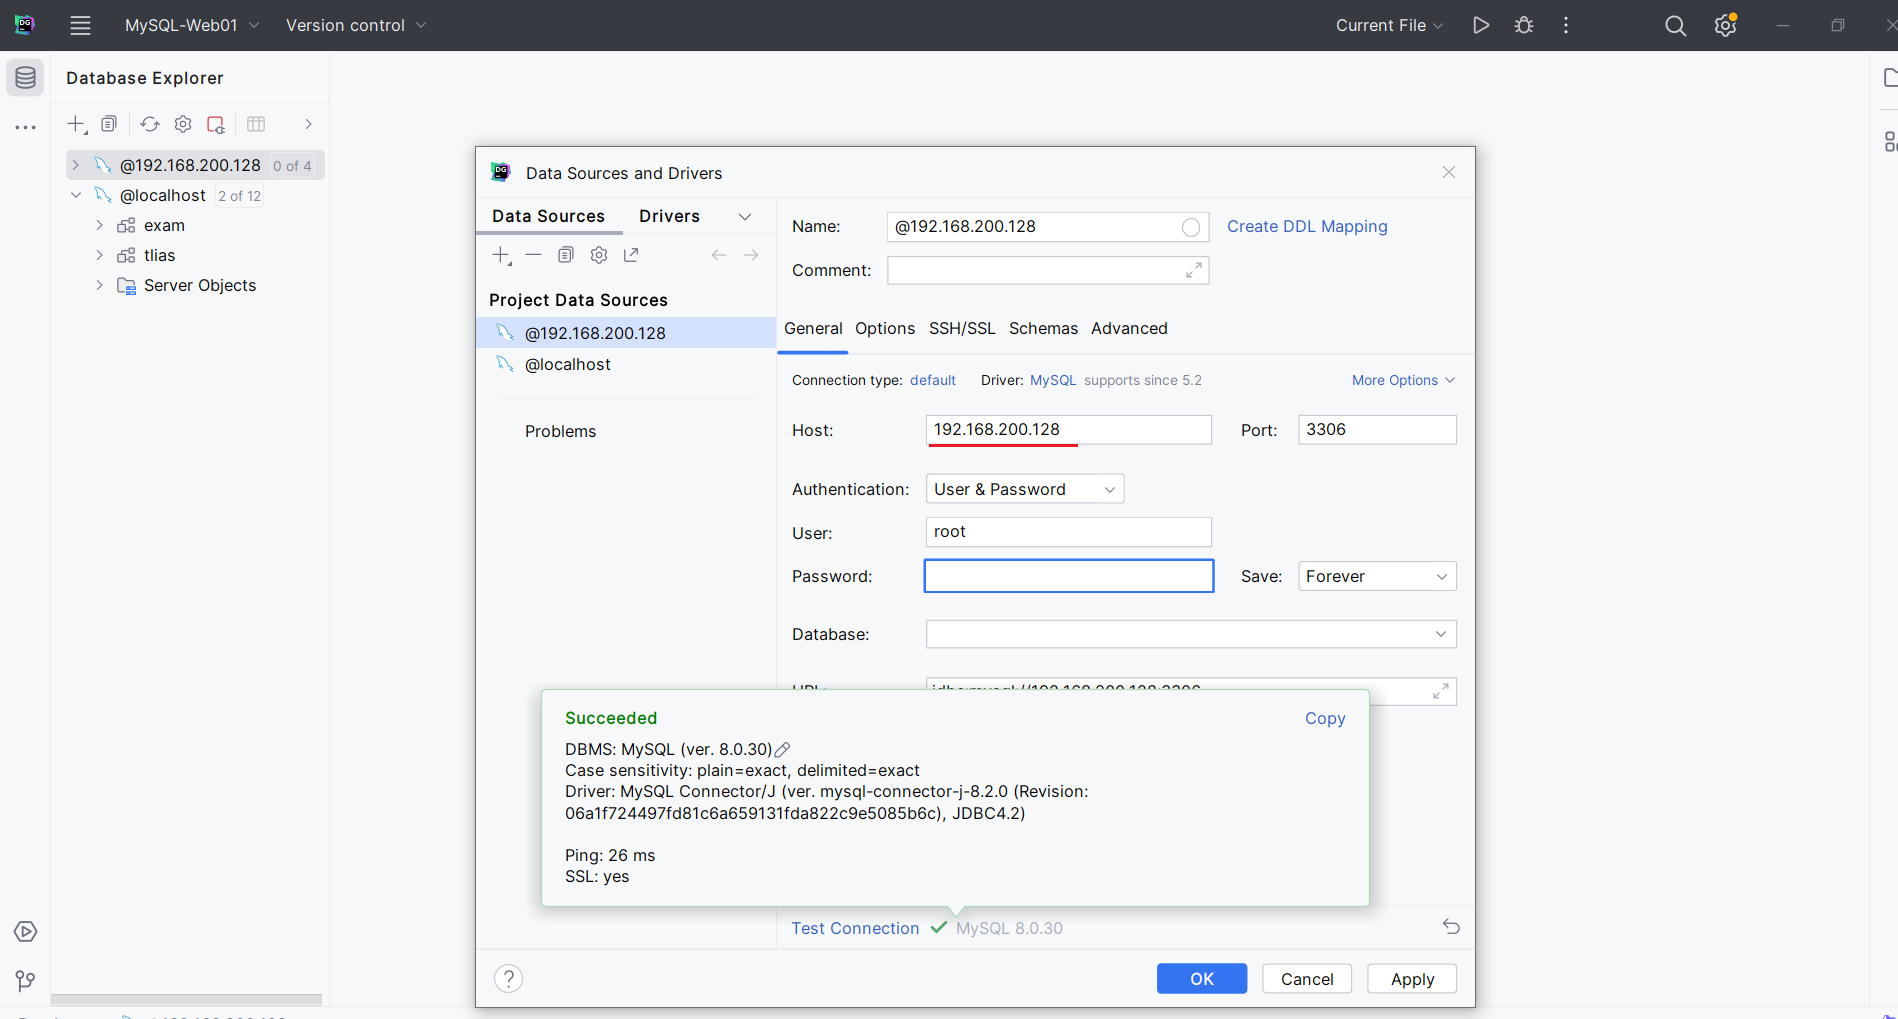 MySQL-Web01
Version control
Current File
Database Explorer
@192.168.200.128 0 of 4
@localhost 2 of 12
exam
tlias
Server Objects
Data Sources and Drivers
Data Sources
Drivers
Project Data Sources
@192.168.200.128
@localhost
Problems
Name: @192.168.200.128
Create DDL Mapping
Comment:
General Options SSH/SSL Schemas Advanced
Connection type: default Driver: MySQL supports since 5.2
More Options
Host: 192.168.200.128
Port: 3306
Authentication: User & Password
User: root
Password:
Save: Forever
Database:
Succeeded
Copy
DBMS: MySQL (ver. 8.0.30)
Case sensitivity: plain=exact, delimited=exact
Driver: MySQL Connector/J (ver. mysql-connector-j-8.2.0 (Revision:
06a1f724497fd81c6a659131fda822c9e5085b6c), JDBC4.2)
Ping: 26 ms
SSL: yes
Test Connection MySQL 8.0.30
?
OK
Cancel
Apply